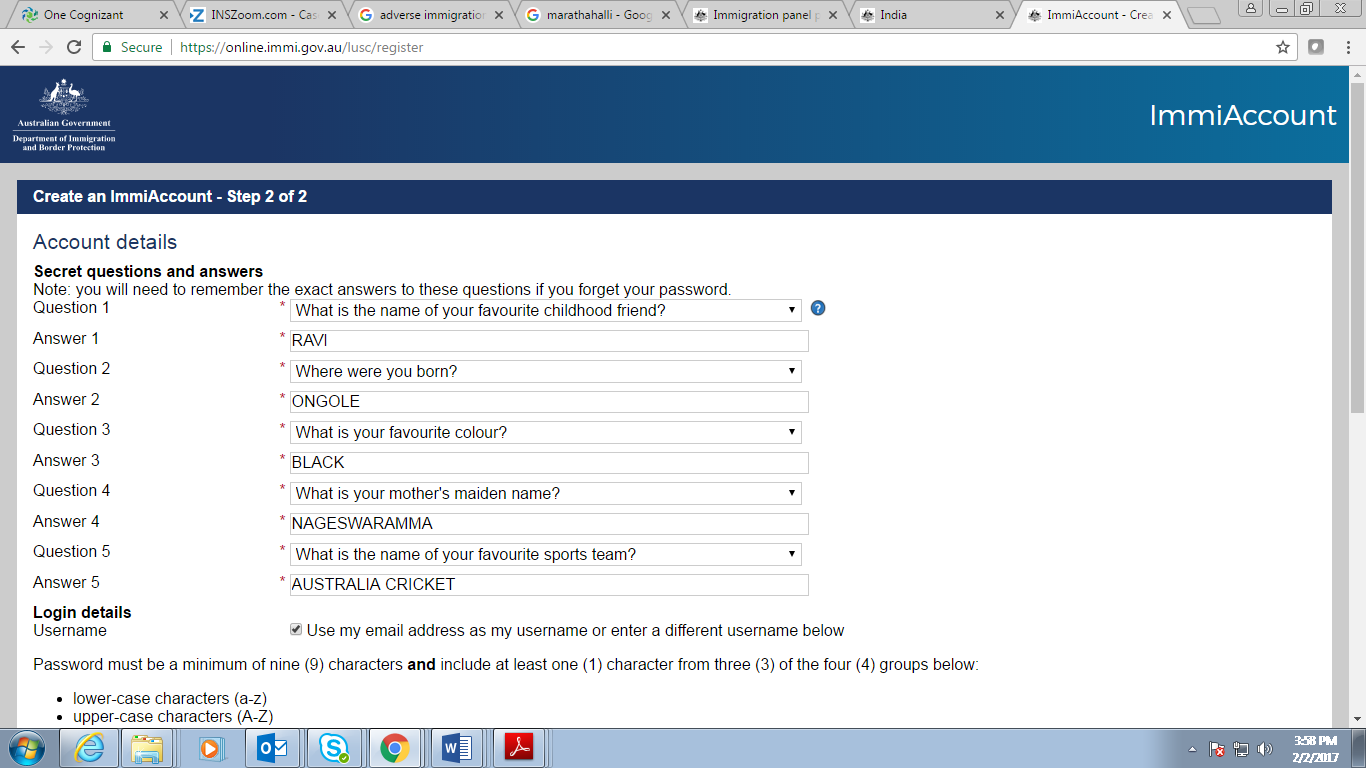 One Cognizant
INSZoom.com - Cas
adverse immigration
marathahalli - Goog
Immigration panel p
India
ImmiAccount - Crea
Secure
https://online.immi.gov.au/lusc/register
Australian Government
Department of Immigration
and Border Protection
ImmiAccount
Create an ImmiAccount - Step 2 of 2
Account details
Secret questions and answers
Note: you will need to remember the exact answers to these questions if you forget your password.
Question 1 * What is the name of your favourite childhood friend? ?
Answer 1 * RAVI
Question 2 * Where were you born?
Answer 2 * ONGOLE
Question 3 * What is your favourite colour?
Answer 3 * BLACK
Question 4 * What is your mother's maiden name?
Answer 4 * NAGESWARAMMA
Question 5 * What is the name of your favourite sports team?
Answer 5 * AUSTRALIA CRICKET
Login details
Username Use my email address as my username or enter a different username below
Password must be a minimum of nine (9) characters and include at least one (1) character from three (3) of the four (4) groups below:
• lower-case characters (a-z)
• upper-case characters (A-Z)
3:58 PM
2/2/2017